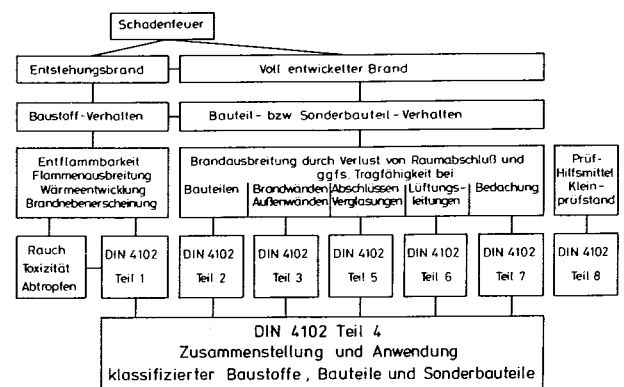 Schadenfeuer
Entstehungsbrand
Voll entwickelter Brand
Baustoff-Verhalten
Bauteil- bzw Sonderbauteil-Verhalten
Entflammbarkeit
Flammenausbreitung
Wärmeentwicklung
Brandnebenerscheinung
Brandausbreitung durch Verlust von Raumabschluß und
ggfs. Tragfähigkeit bei
Bauteilen
Brandwänden
Außenwänden
Abschlüssen
Verglasungen
Lüftungs-
leitungen
Bedachung
Prüf-
Hilfsmittel
Klein-
prüfstand
Rauch
Toxizität
Abtropfen
DIN 4102
Teil 1
DIN 4102
Teil 2
DIN 4102
Teil 3
DIN 4102
Teil 5
DIN 4102
Teil 6
DIN 4102
Teil 7
DIN 4102
Teil 8
DIN 4102 Teil 4
Zusammenstellung und Anwendung
klassifizierter Baustoffe, Bauteile und Sonderbauteile